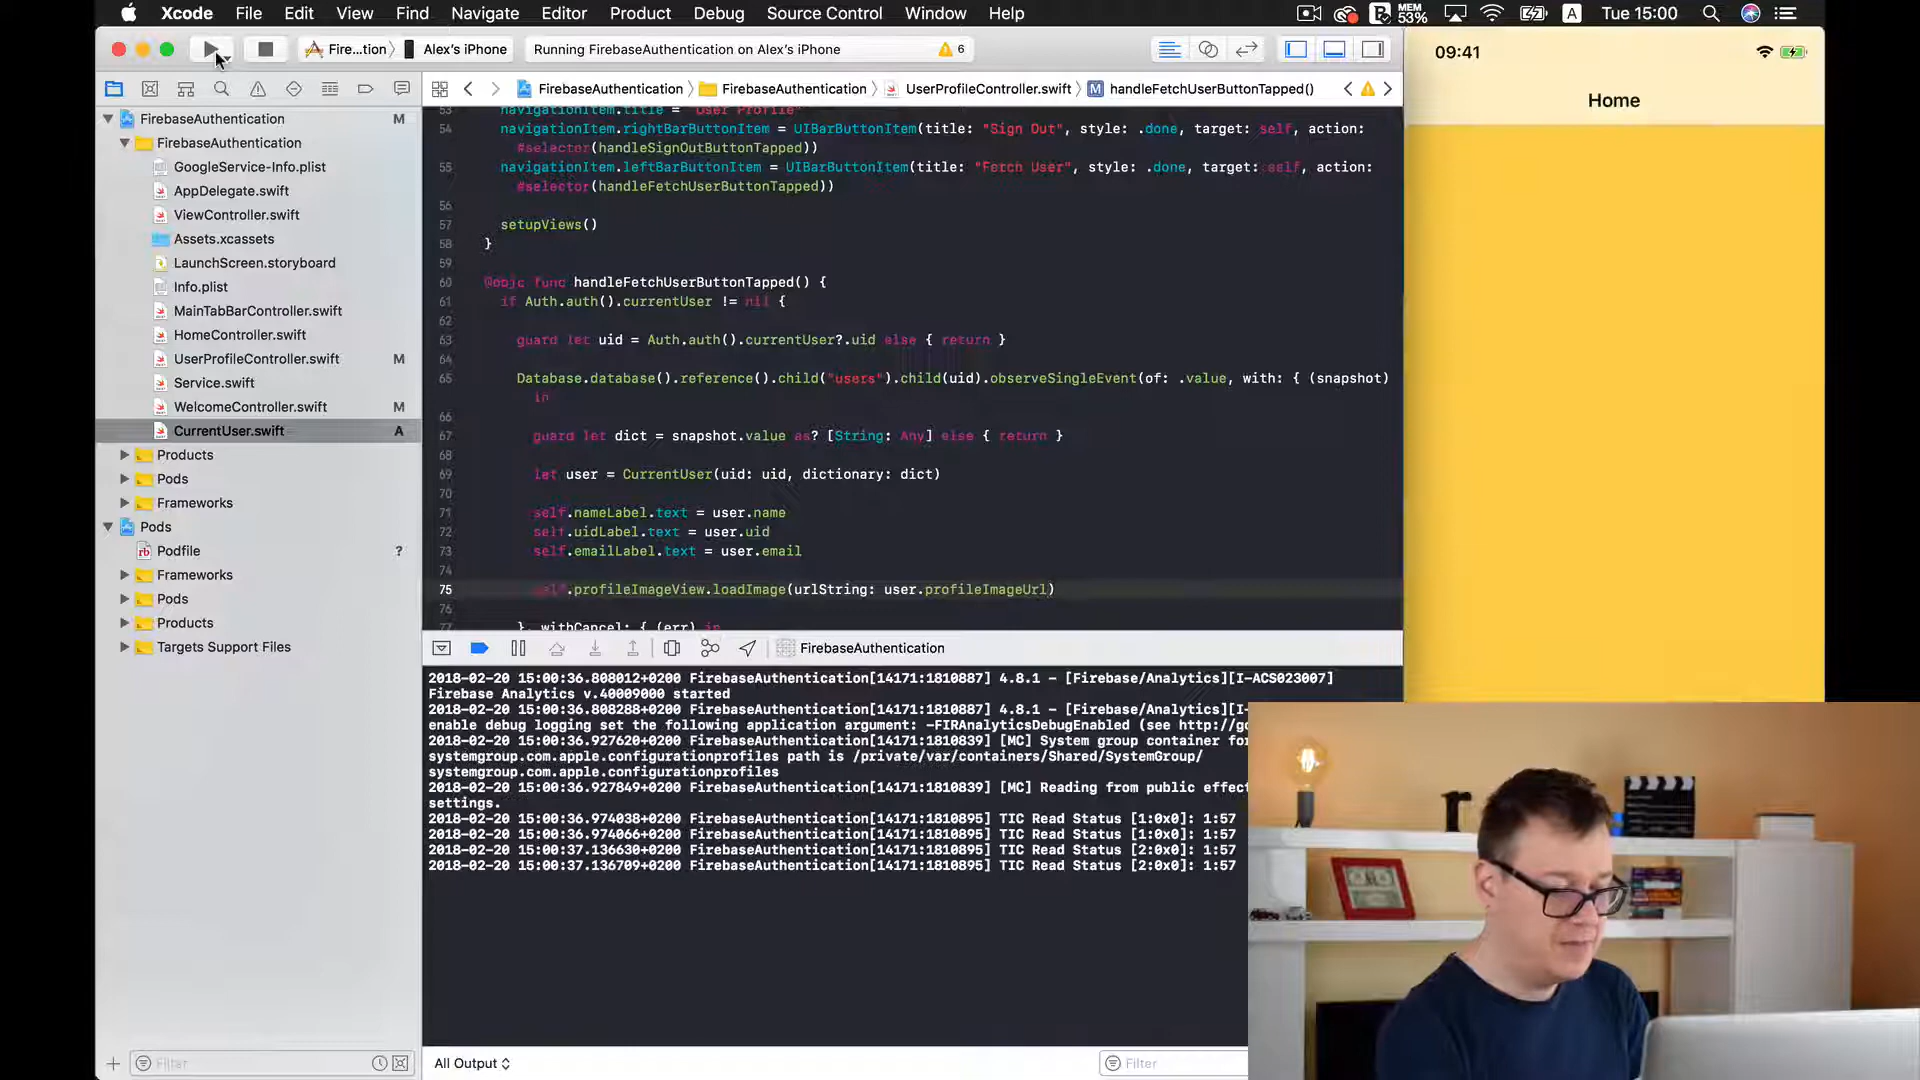 Xcode File Edit View Find Navigate Editor Product Debug Source Control Window Help
MEM 53% A Tue 15:00
Fire...tion Alex's iPhone Running FirebaseAuthentication on Alex's iPhone 6
FirebaseAuthentication FirebaseAuthentication UserProfileController.swift M handleFetchUserButtonTapped()
FirebaseAuthentication M
FirebaseAuthentication
GoogleService-Info.plist
AppDelegate.swift
ViewController.swift
Assets.xcassets
LaunchScreen.storyboard
Info.plist
MainTabBarController.swift
HomeController.swift
UserProfileController.swift M
Service.swift
WelcomeController.swift M
CurrentUser.swift A
Products
Pods
Frameworks
Pods
rb Podfile ?
Frameworks
Pods
Products
Targets Support Files
Filter
53 navigationItem.title = "User Profile"
54 navigationItem.rightBarButtonItem = UIBarButtonItem(title: "Sign Out", style: .done, target: self, action:
#selector(handleSignOutButtonTapped))
55 navigationItem.leftBarButtonItem = UIBarButtonItem(title: "Fetch User", style: .done, target: self, action:
#selector(handleFetchUserButtonTapped))
56
57 setupViews()
58 }
59
60 @objc func handleFetchUserButtonTapped() {
61 if Auth.auth().currentUser != nil {
62
63 guard let uid = Auth.auth().currentUser?.uid else { return }
64
65 Database.database().reference().child("users").child(uid).observeSingleEvent(of: .value, with: { (snapshot)
in
66
67 guard let dict = snapshot.value as? [String: Any] else { return }
68
69 let user = CurrentUser(uid: uid, dictionary: dict)
70
71 self.nameLabel.text = user.name
72 self.uidLabel.text = user.uid
73 self.emailLabel.text = user.email
74
75 self.profileImageView.loadImage(urlString: user.profileImageUrl)
76
77 }, withCancel: { (err) in
FirebaseAuthentication
2018-02-20 15:00:36.808012+0200 FirebaseAuthentication[14171:1810887] 4.8.1 - [Firebase/Analytics][I-ACS023007]
Firebase Analytics v.40009000 started
2018-02-20 15:00:36.808288+0200 FirebaseAuthentication[14171:1810887] 4.8.1 - [Firebase/Analytics][I-
enable debug logging set the following application argument: -FIRAnalyticsDebugEnabled (see http://go
2018-02-20 15:00:36.927620+0200 FirebaseAuthentication[14171:1810839] [MC] System group container for
systemgroup.com.apple.configurationprofiles path is /private/var/containers/Shared/SystemGroup/
systemgroup.com.apple.configurationprofiles
2018-02-20 15:00:36.927849+0200 FirebaseAuthentication[14171:1810839] [MC] Reading from public effect
settings.
2018-02-20 15:00:36.974038+0200 FirebaseAuthentication[14171:1810895] TIC Read Status [1:0x0]: 1:57
2018-02-20 15:00:36.974066+0200 FirebaseAuthentication[14171:1810895] TIC Read Status [1:0x0]: 1:57
2018-02-20 15:00:37.136630+0200 FirebaseAuthentication[14171:1810895] TIC Read Status [2:0x0]: 1:57
2018-02-20 15:00:37.136709+0200 FirebaseAuthentication[14171:1810895] TIC Read Status [2:0x0]: 1:57
All Output
Filter
09:41
Home